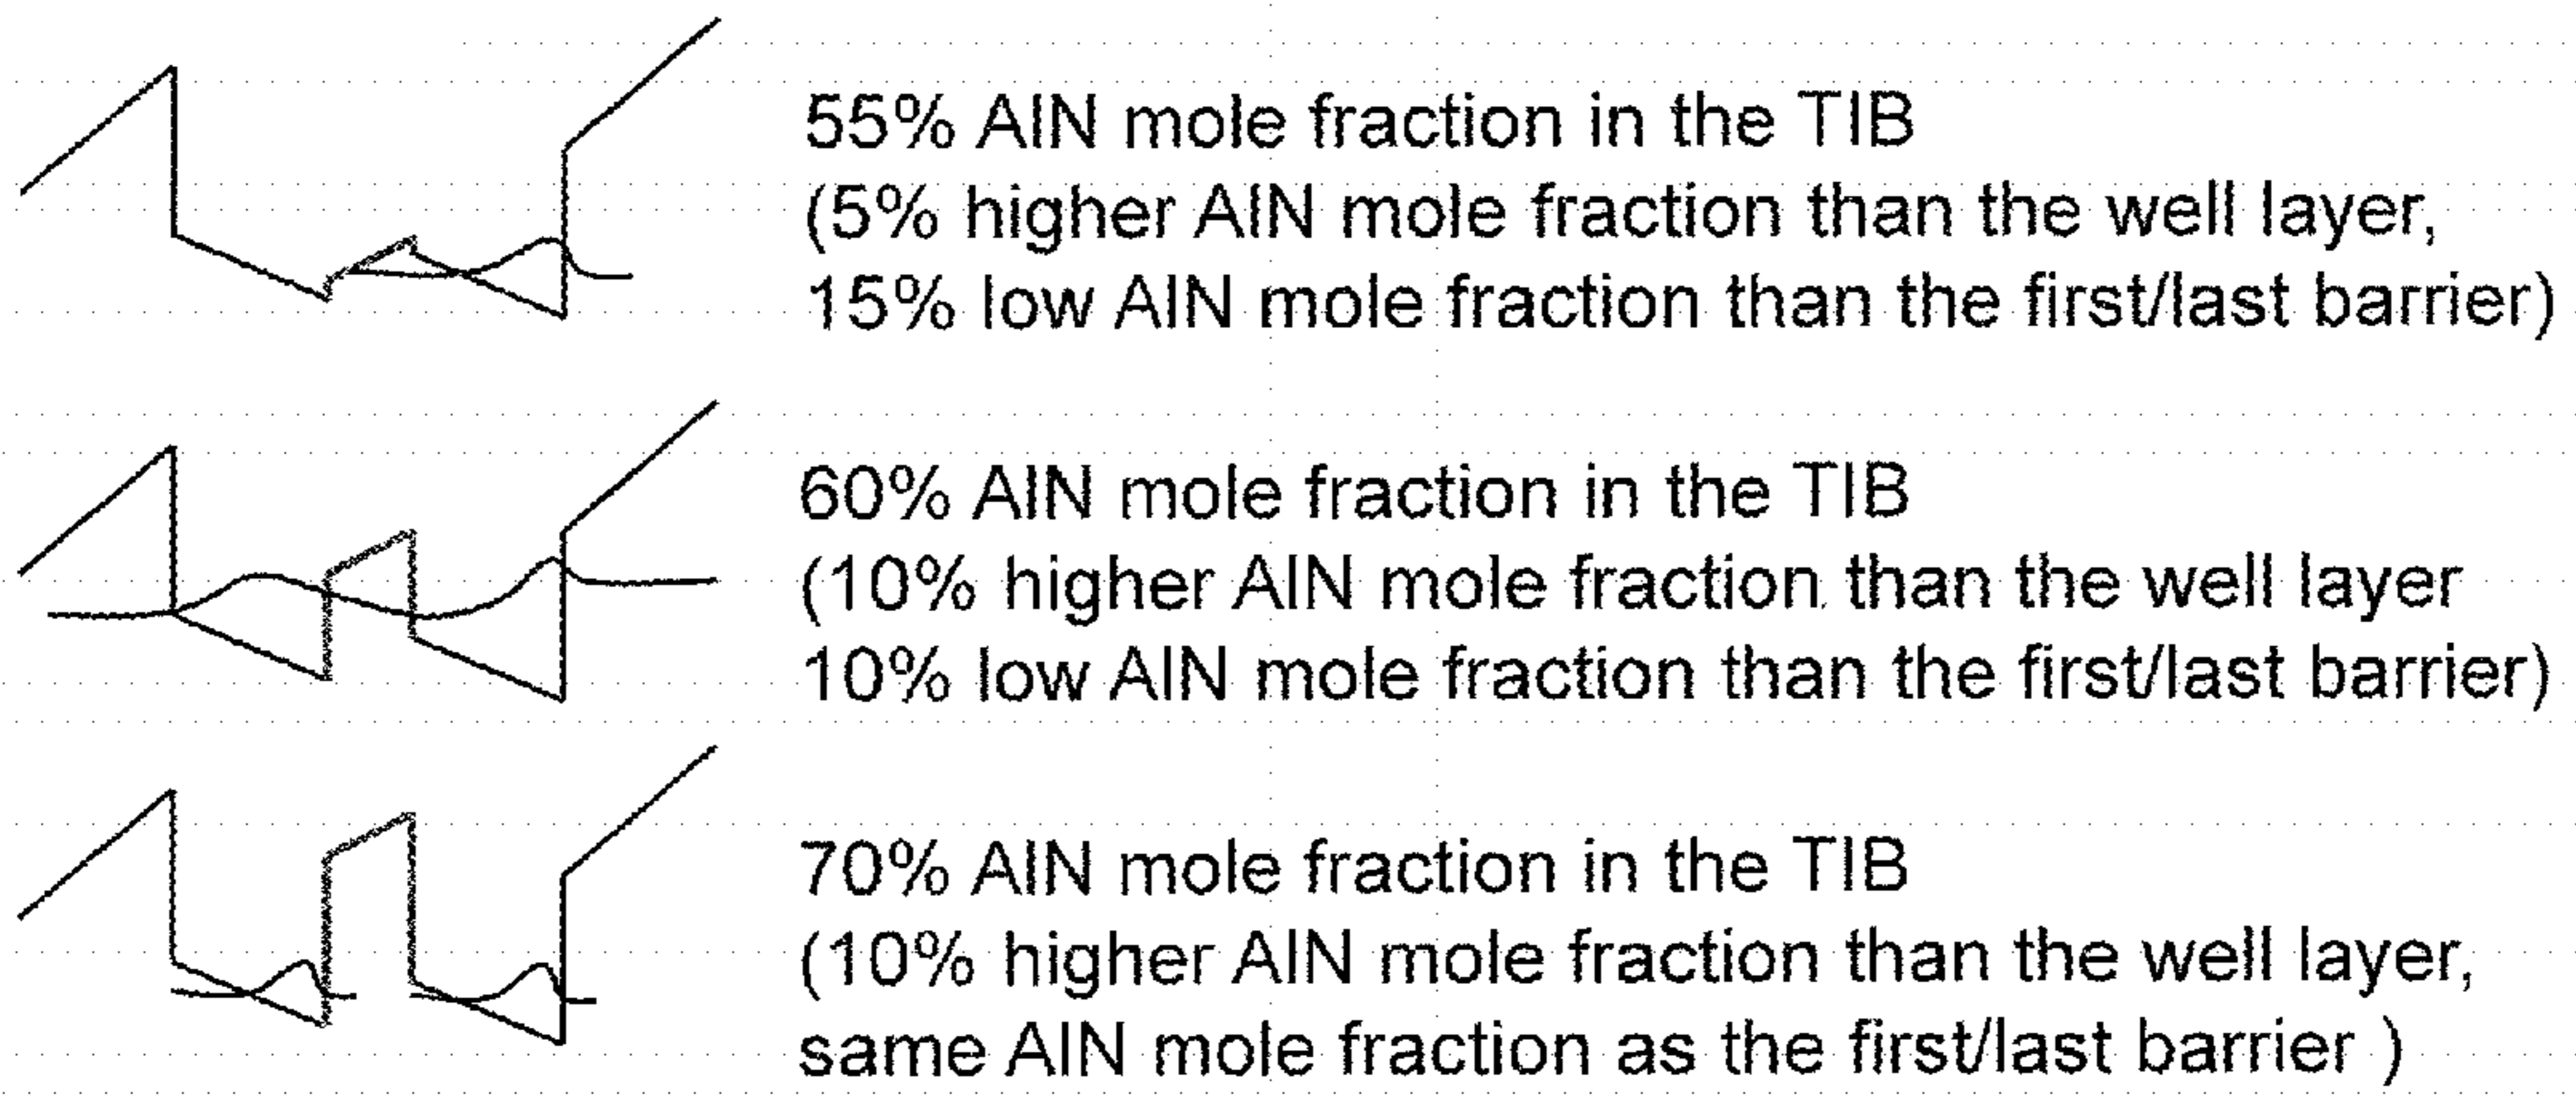 55% AlN mole fraction in the TIB
(5% higher AlN mole fraction than the well layer,
15% low AlN mole fraction than the first/last barrier)
60% AlN mole fraction in the TIB
(10% higher AlN mole fraction than the well layer
10% low AlN mole fraction than the first/last barrier)
70% AlN mole fraction in the TIB
(10% higher AlN mole fraction than the well layer,
same AlN mole fraction as the first/last barrier )